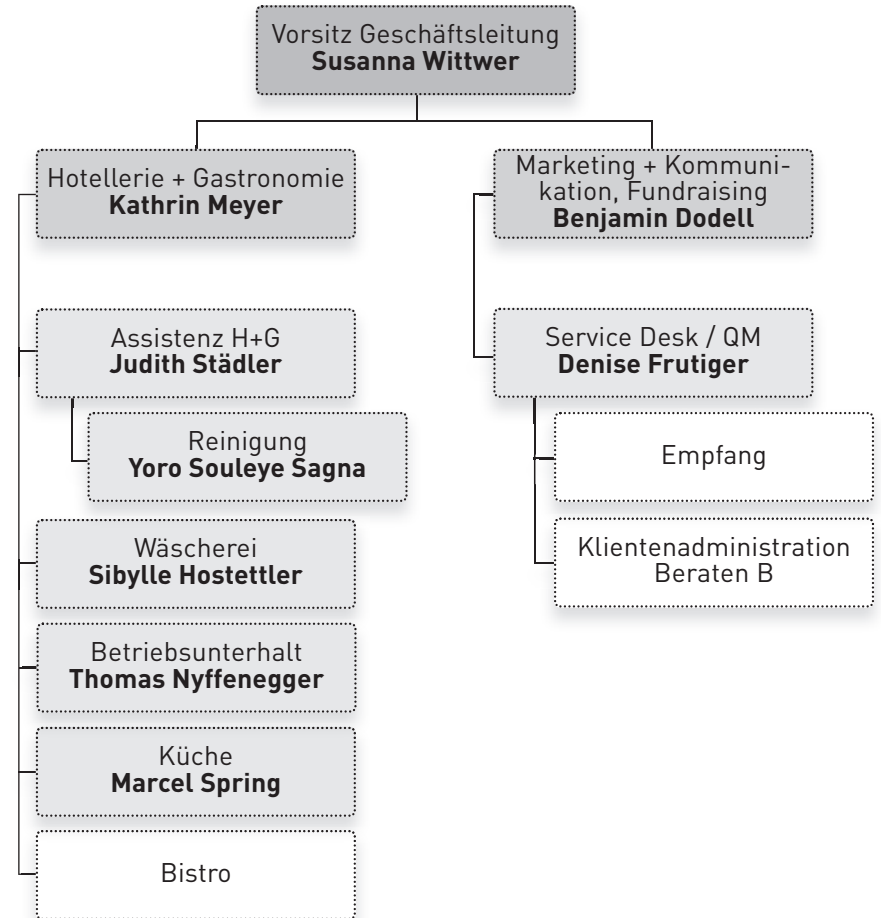 Vorsitz Geschäftsleitung
Susanna Wittwer
Hotellerie + Gastronomie
Kathrin Meyer
Assistenz H+G
Judith Städler
Reinigung
Yoro Souleye Sagna
Wäscherei
Sibylle Hostettler
Betriebsunterhalt
Thomas Nyffenegger
Küche
Marcel Spring
Bistro
Marketing + Kommuni-
kation, Fundraising
Benjamin Dodell
Service Desk / QM
Denise Frutiger
Empfang
Klientenadministration
Beraten B